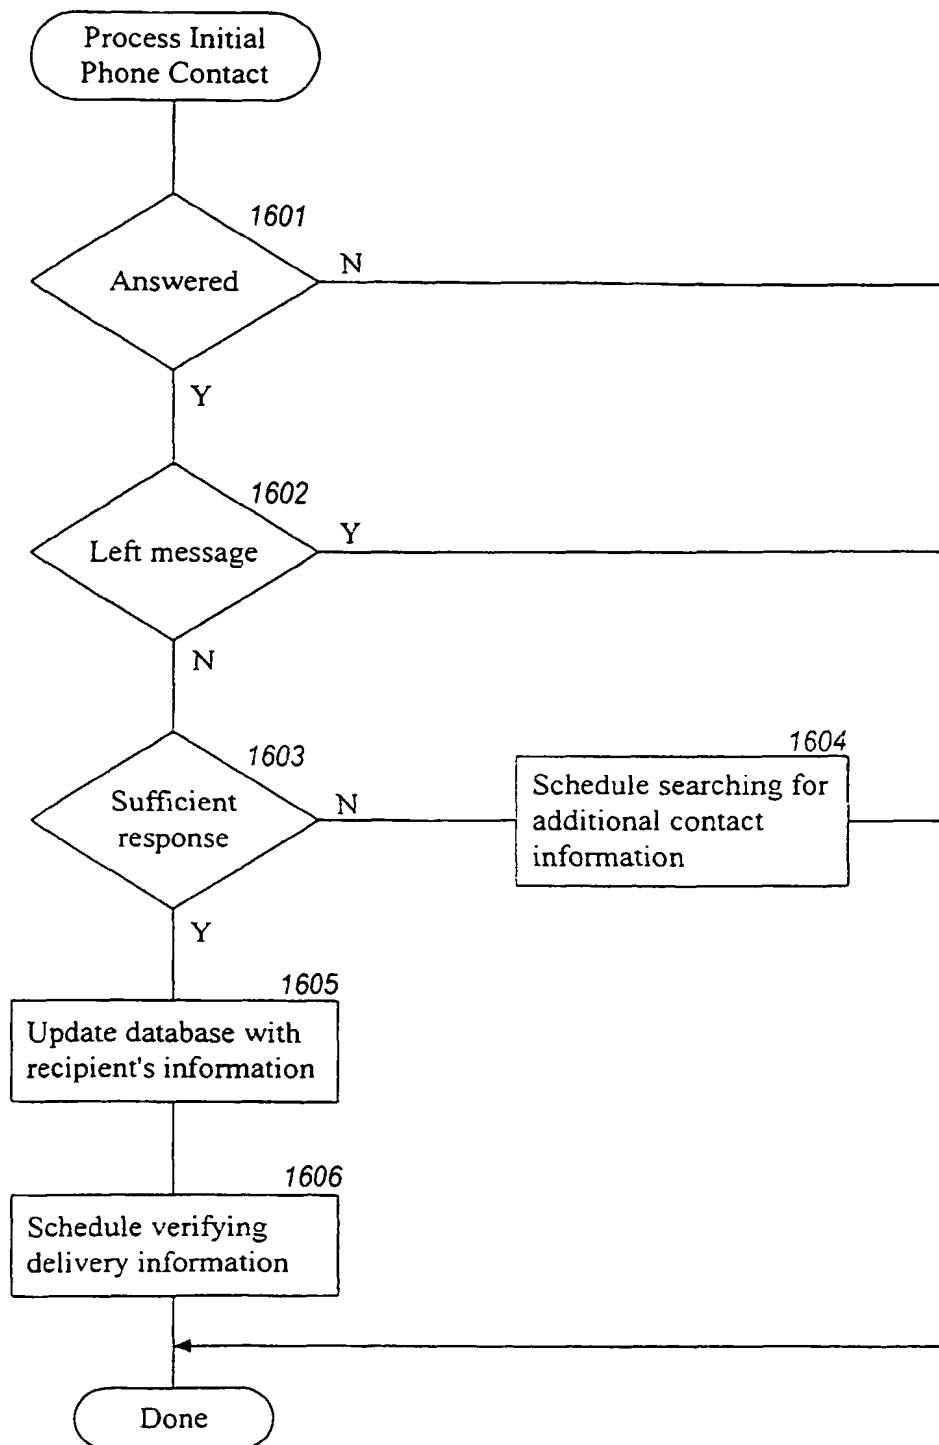 Process Initial
Phone Contact
1601
Answered
N
Y
1602
Left message
Y
N
1603
Sufficient
response
N
1604
Schedule searching for
additional contact
information
Y
1605
Update database with
recipient's information
1606
Schedule verifying
delivery information
Done